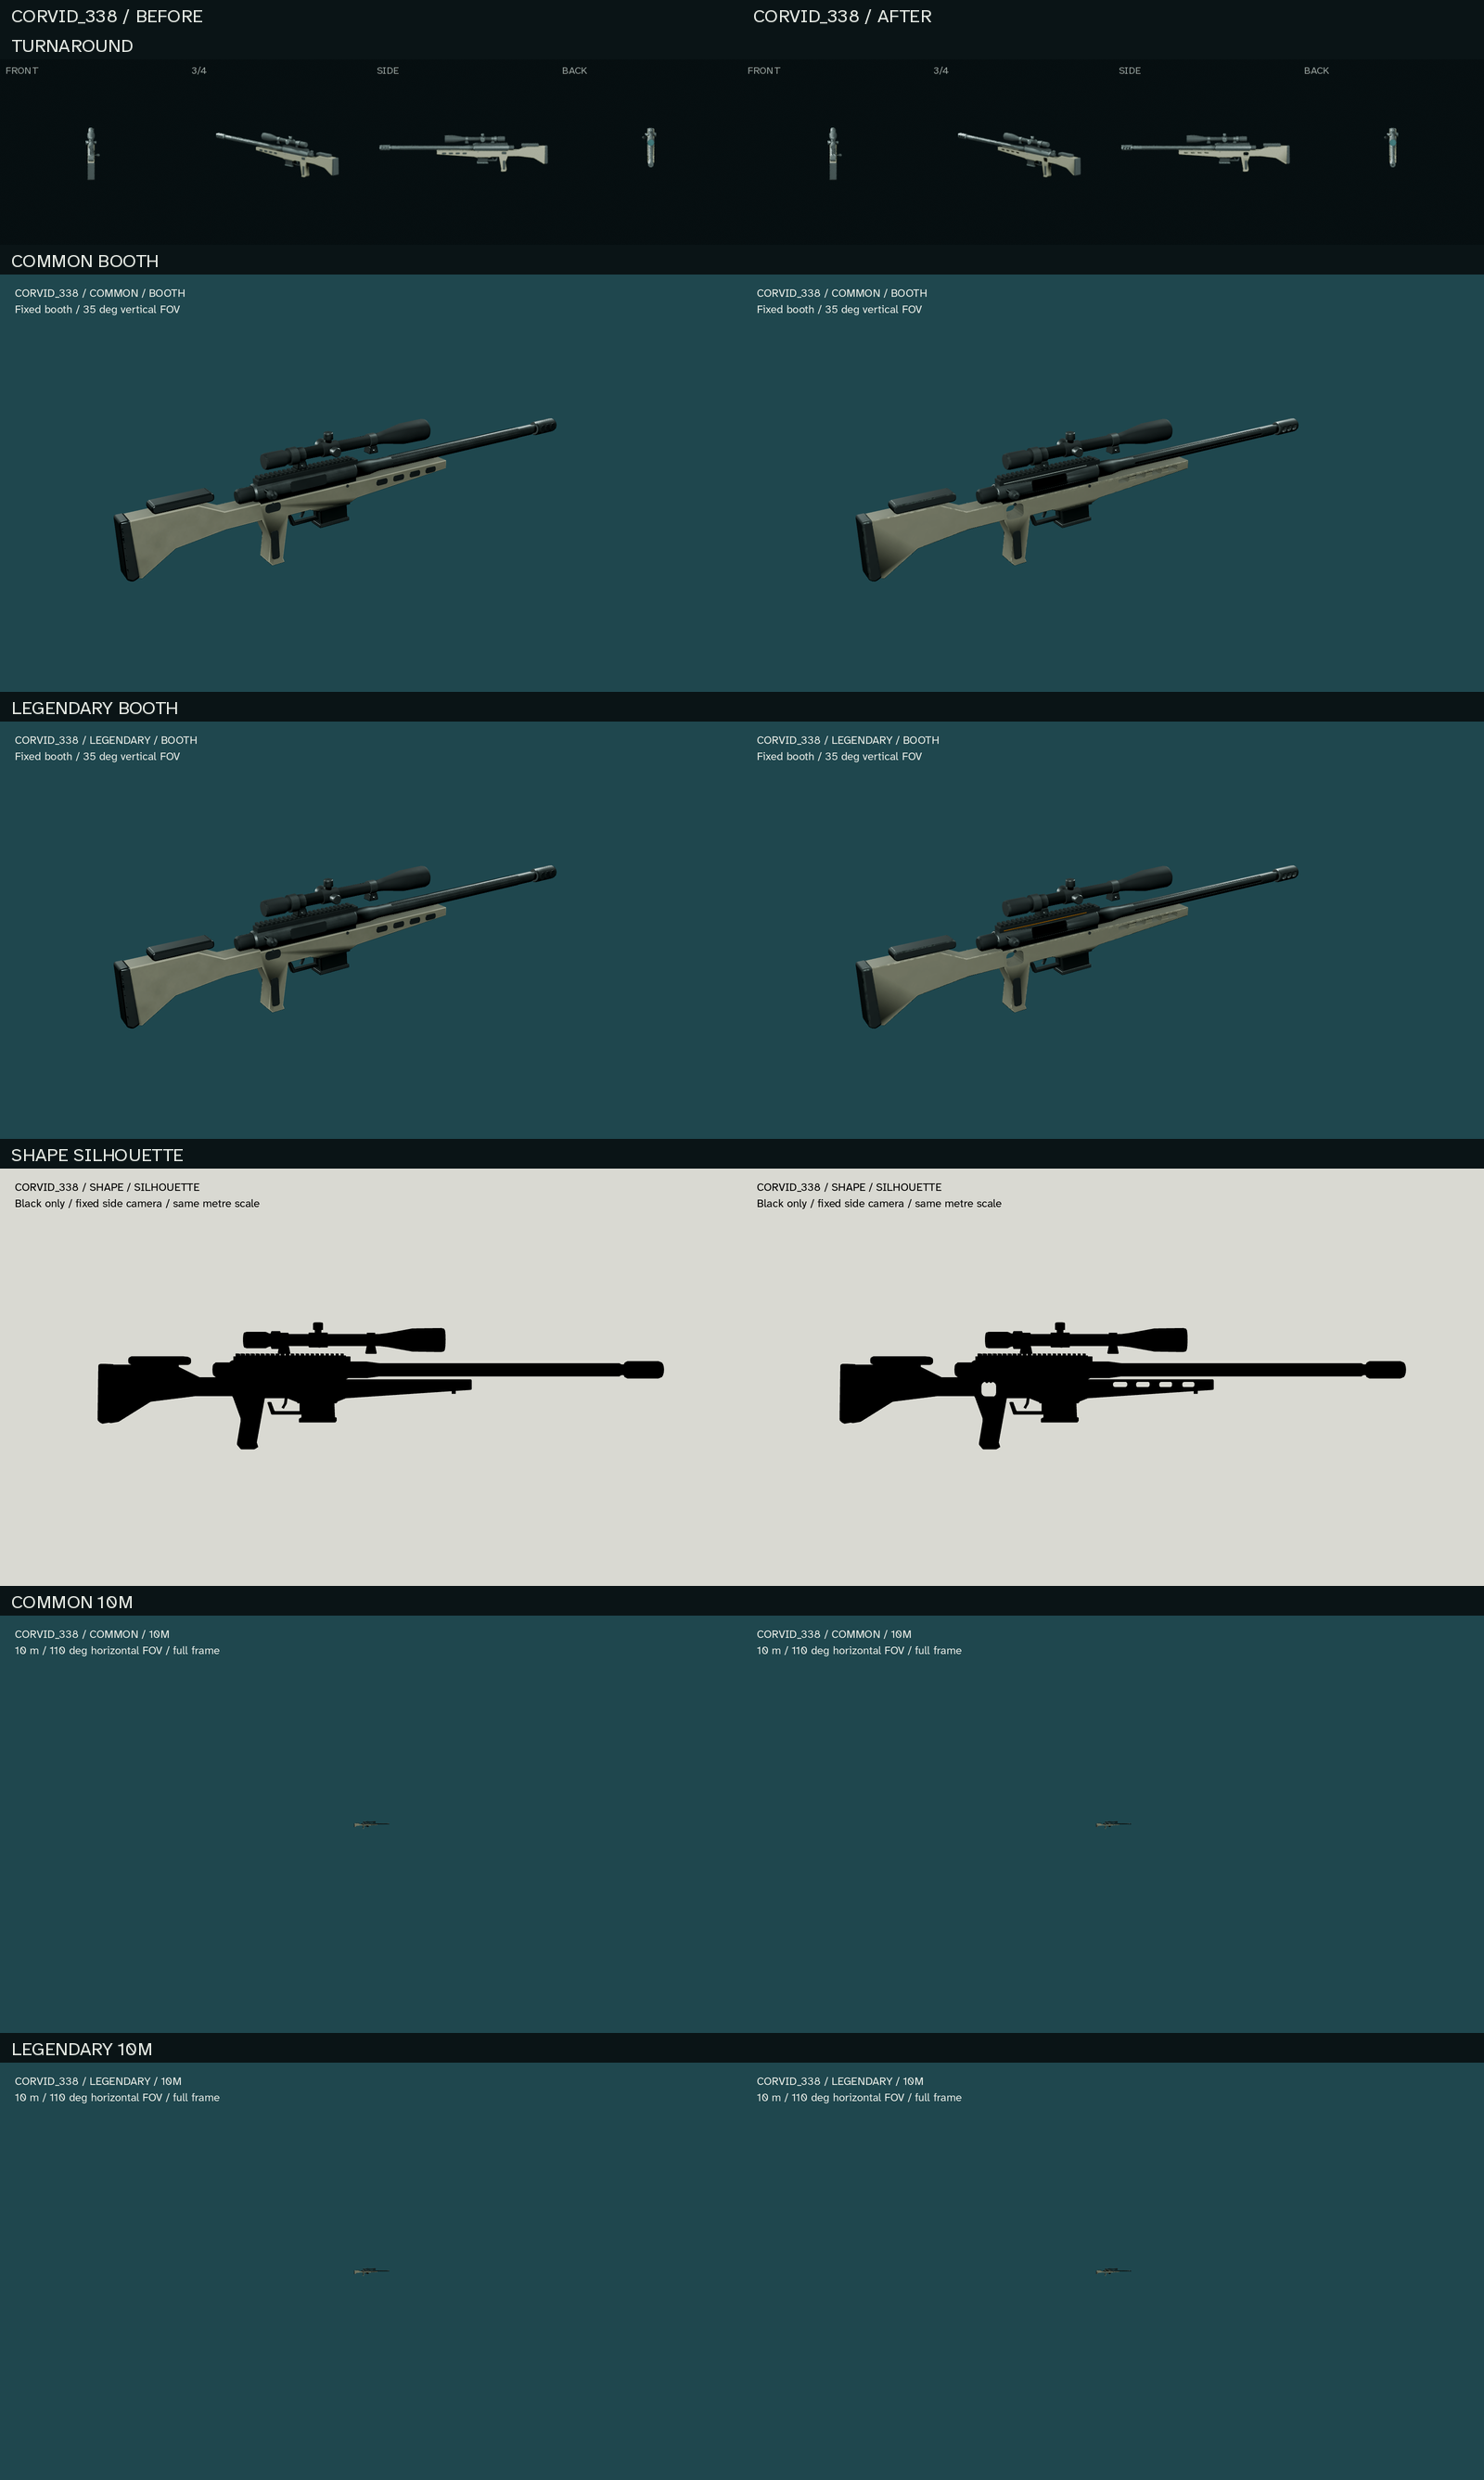 CORVID_338 / BEFORE
CORVID_338 / AFTER
TURNAROUND
FRONT
3/4
SIDE
BACK
FRONT
3/4
SIDE
BACK
COMMON BOOTH
CORVID_338 / COMMON / BOOTH
Fixed booth / 35 deg vertical FOV
CORVID_338 / COMMON / BOOTH
Fixed booth / 35 deg vertical FOV
LEGENDARY BOOTH
CORVID_338 / LEGENDARY / BOOTH
Fixed booth / 35 deg vertical FOV
CORVID_338 / LEGENDARY / BOOTH
Fixed booth / 35 deg vertical FOV
SHAPE SILHOUETTE
CORVID_338 / SHAPE / SILHOUETTE
Black only / fixed side camera / same metre scale
CORVID_338 / SHAPE / SILHOUETTE
Black only / fixed side camera / same metre scale
COMMON 10M
CORVID_338 / COMMON / 10M
10 m / 110 deg horizontal FOV / full frame
CORVID_338 / COMMON / 10M
10 m / 110 deg horizontal FOV / full frame
LEGENDARY 10M
CORVID_338 / LEGENDARY / 10M
10 m / 110 deg horizontal FOV / full frame
CORVID_338 / LEGENDARY / 10M
10 m / 110 deg horizontal FOV / full frame